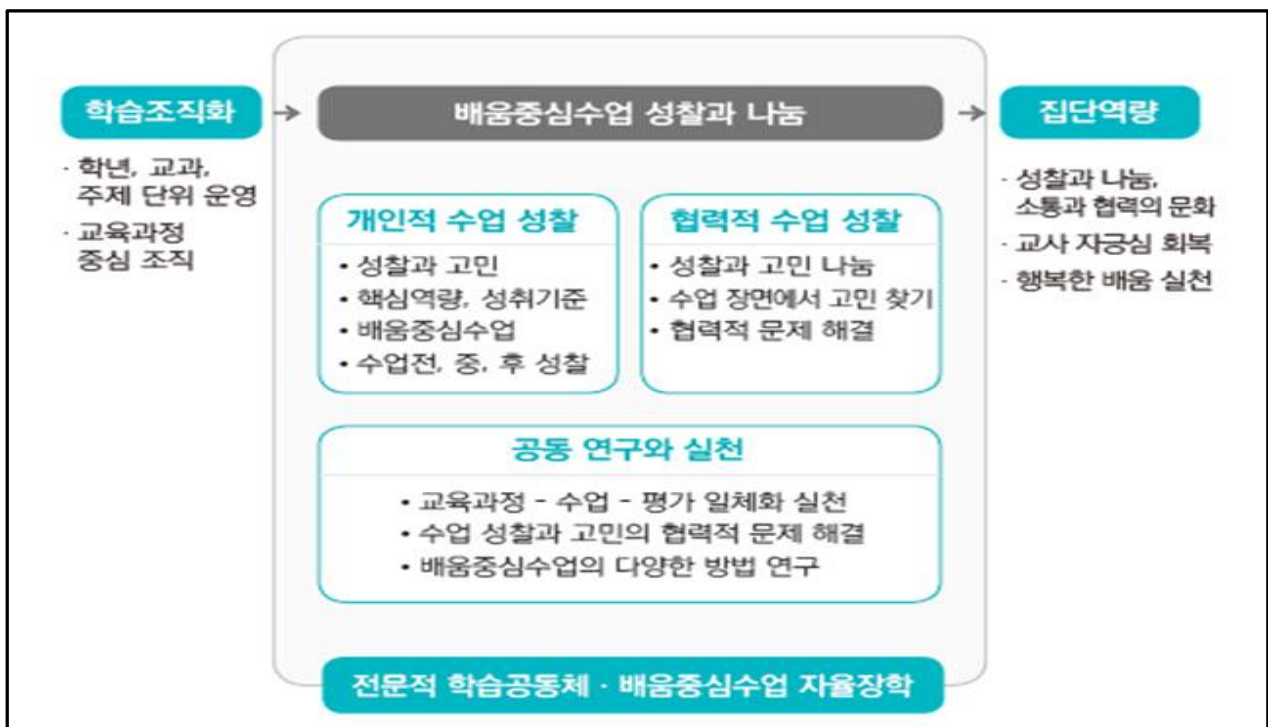 학습조직화
· 학년, 교과,
주제 단위 운영
· 교육과정
중심 조직
배움중심수업 성찰과 나눔
개인적 수업 성찰
• 성찰과 고민
• 핵심역량, 성취기준
• 배움중심수업
• 수업전, 중, 후 성찰
협력적 수업 성찰
• 성찰과 고민 나눔
• 수업 장면에서 고민 찾기
• 협력적 문제 해결
공동 연구와 실천
• 교육과정 - 수업 - 평가 일체화 실천
• 수업 성찰과 고민의 협력적 문제 해결
• 배움중심수업의 다양한 방법 연구
전문적 학습공동체 · 배움중심수업 자율장학
집단역량
· 성찰과 나눔,
소통과 협력의 문화
· 교사 자긍심 회복
· 행복한 배움 실천